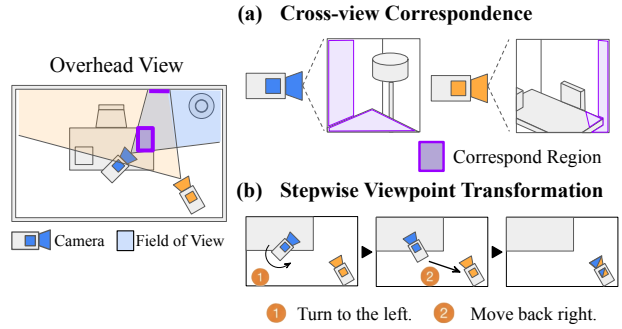 (a) Cross-view Correspondence
Overhead View
Camera
Field of View
Correspond Region
(b) Stepwise Viewpoint Transformation
1
2
1 Turn to the left.
2 Move back right.